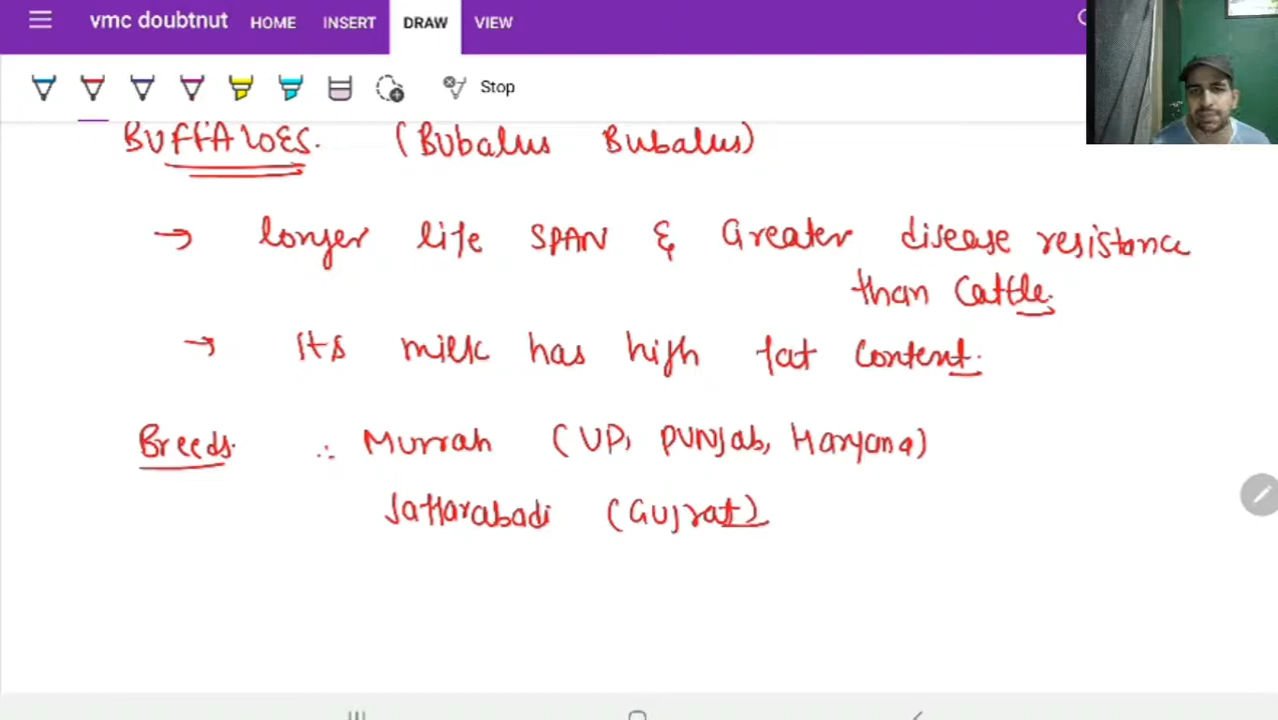 vmc doubtnut HOME INSERT DRAW VIEW
Stop
BUFFALOES. (Bubalus Bubalus)
→ longer life SPAN & Greater disease resistance
than Cattle.
→ Its milk has high fat content.
Breeds. ∴ Murrah (UP, PUNJab, Haryana)
Jaffarabadi (GUJrat)